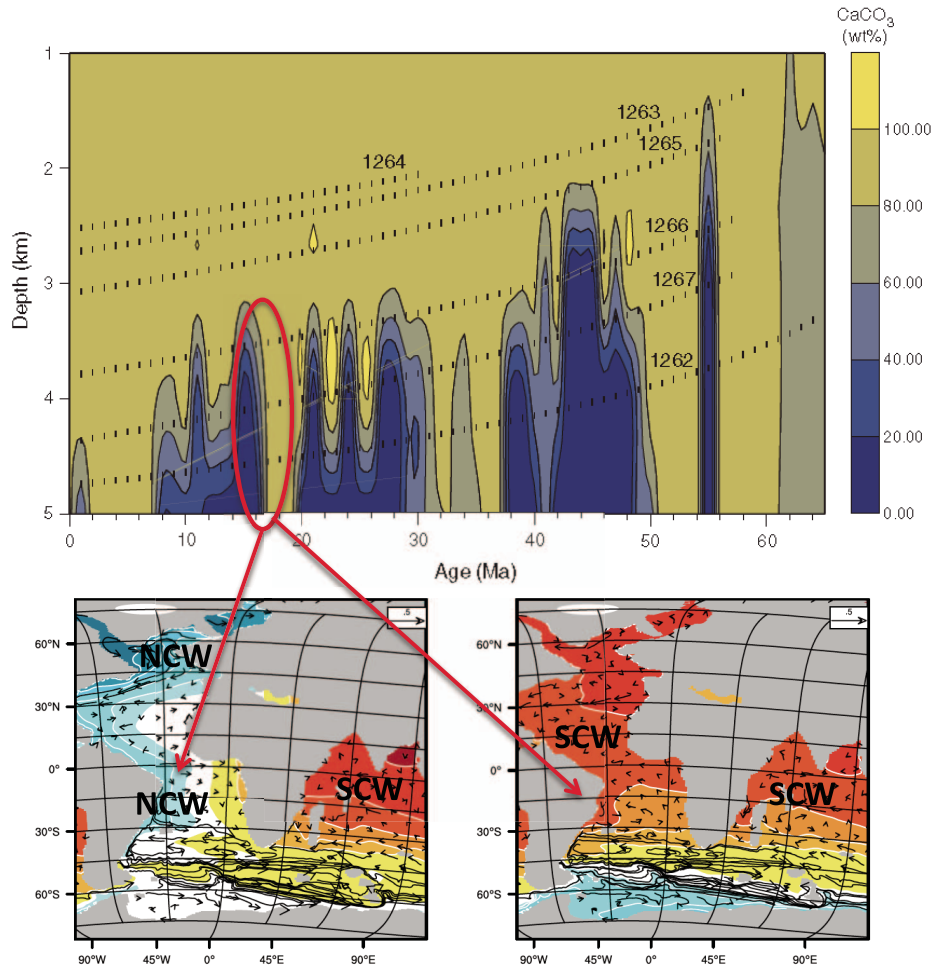 CaCO3
(wt%)
1
2
3
4
5
Depth (km)
1263
1265
1264
1266
1267
1262
100.00
80.00
60.00
40.00
20.00
0.00
0
10
20
30
40
50
60
Age (Ma)
.5
60°N
30°N
0°
30°S
60°S
NCW
NCW
SCW
90°W
45°W
0°
45°E
90°E
.5
60°N
30°N
0°
30°S
60°S
SCW
SCW
90°W
45°W
0°
45°E
90°E